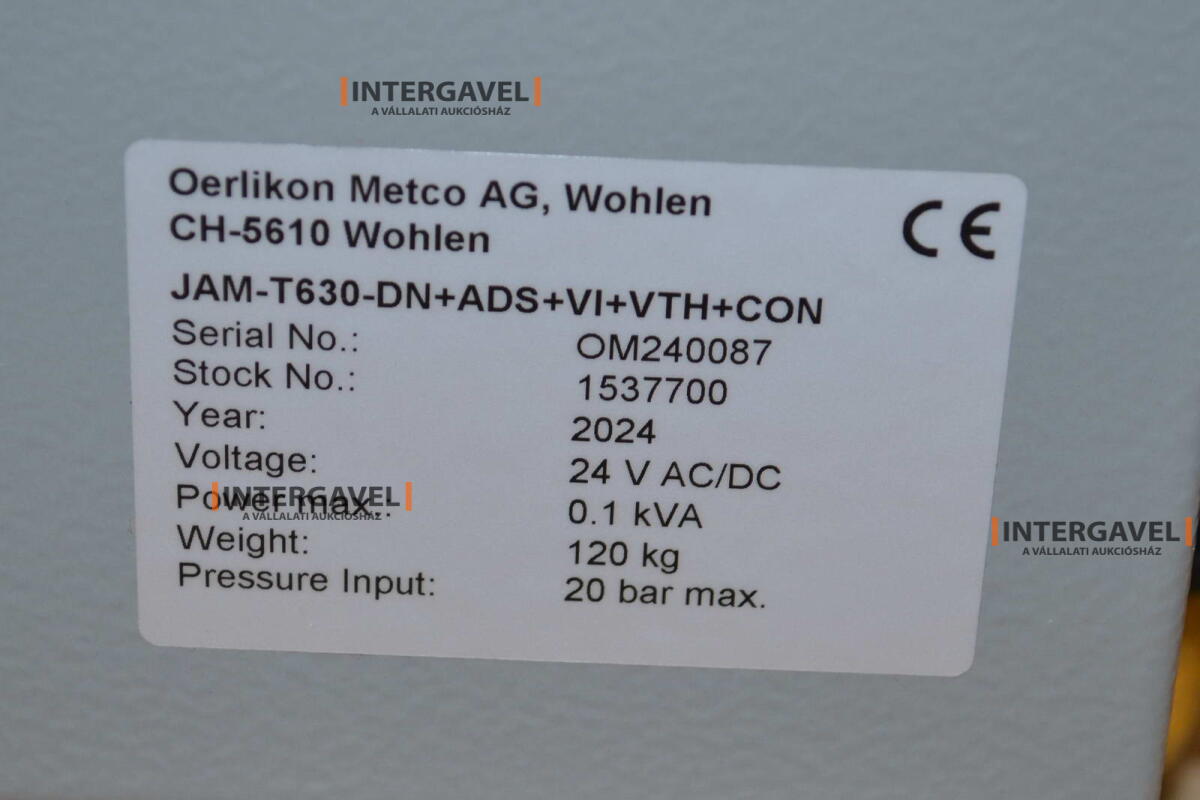 INTERGAVEL
A VÁLLALATI AUKCIÓSHÁZ
Oerlikon Metco AG, Wohlen
CH-5610 Wohlen
CE
JAM-T630-DN+ADS+VI+VTH+CON
Serial No.: OM240087
Stock No.: 1537700
Year: 2024
Voltage: 24 V AC/DC
Power max.: 0.1 kVA
INTERGAVEL
A VÁLLALATI AUKCIÓSHÁZ
Weight: 120 kg
Pressure Input: 20 bar max.
INTERGAVEL
A VÁLLALATI AUKCIÓSHÁZ